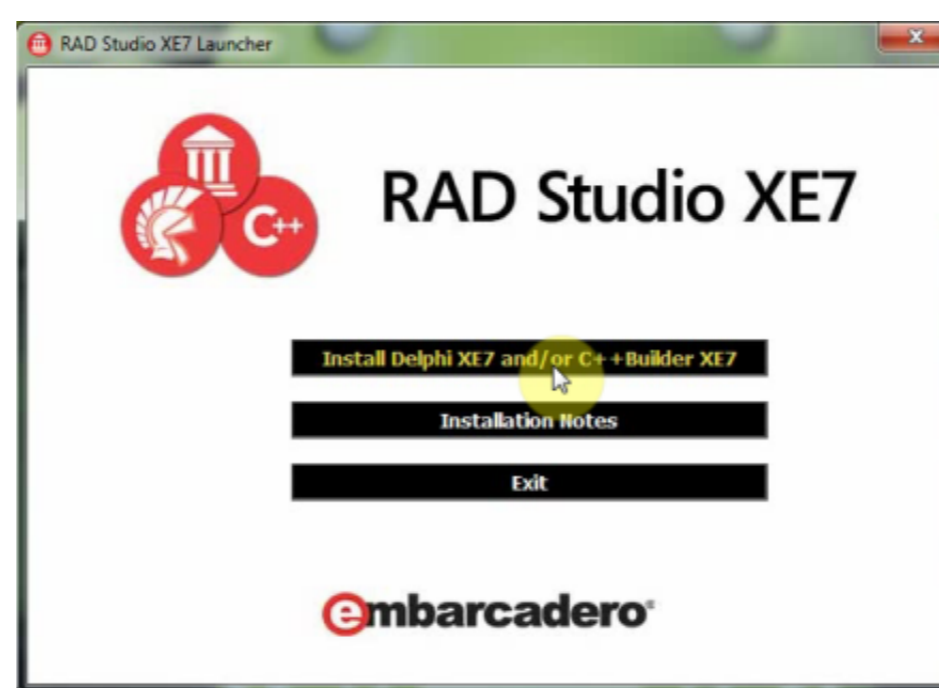 RAD Studio XE7 Launcher
C++
RAD Studio XE7
Install Delphi XE7 and/or C++Builder XE7
Installation Notes
Exit
embarcadero®